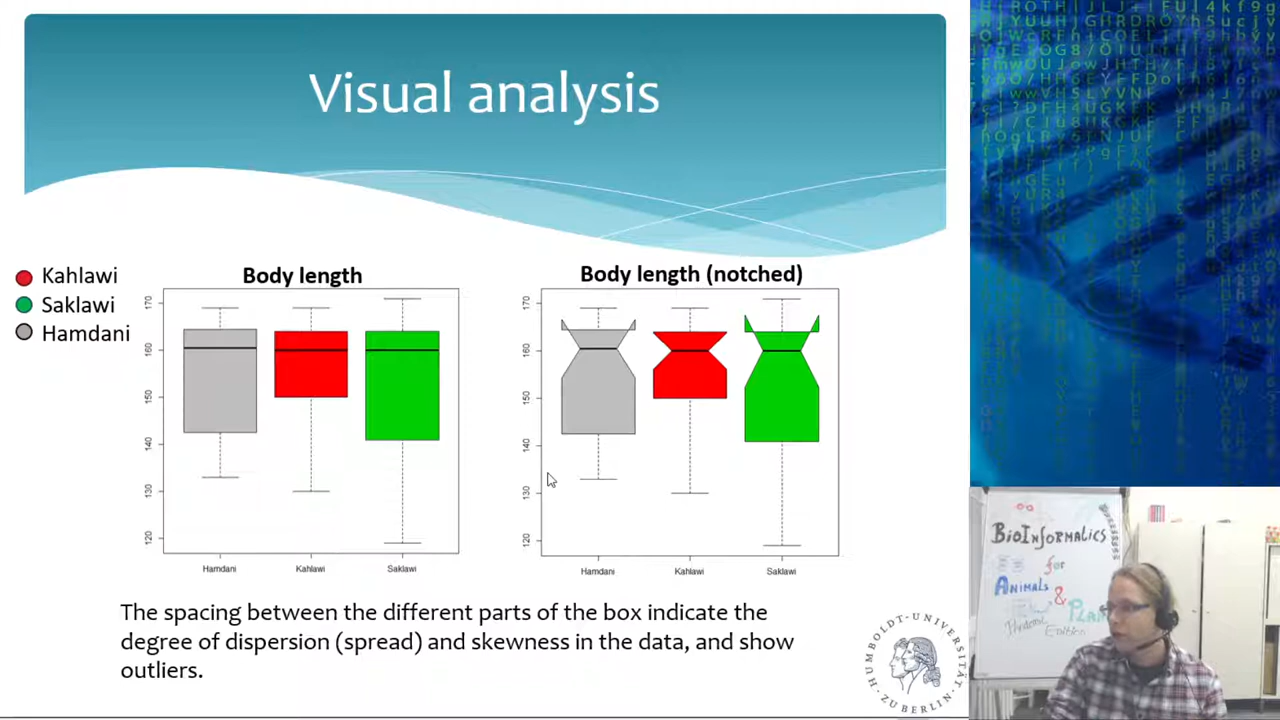 Visual analysis
Kahlawi
Saklawi
Hamdani
Body length
170
160
150
140
130
120
Hamdani
Kahlawi
Saklawi
Body length (notched)
170
160
150
140
130
120
Hamdani
Kahlawi
Saklawi
The spacing between the different parts of the box indicate the
degree of dispersion (spread) and skewness in the data, and show
outliers.
HUMBOLDT-UNIVERSITÄT
ZU BERLIN
BioInformatics
for
Animals
&
Edition